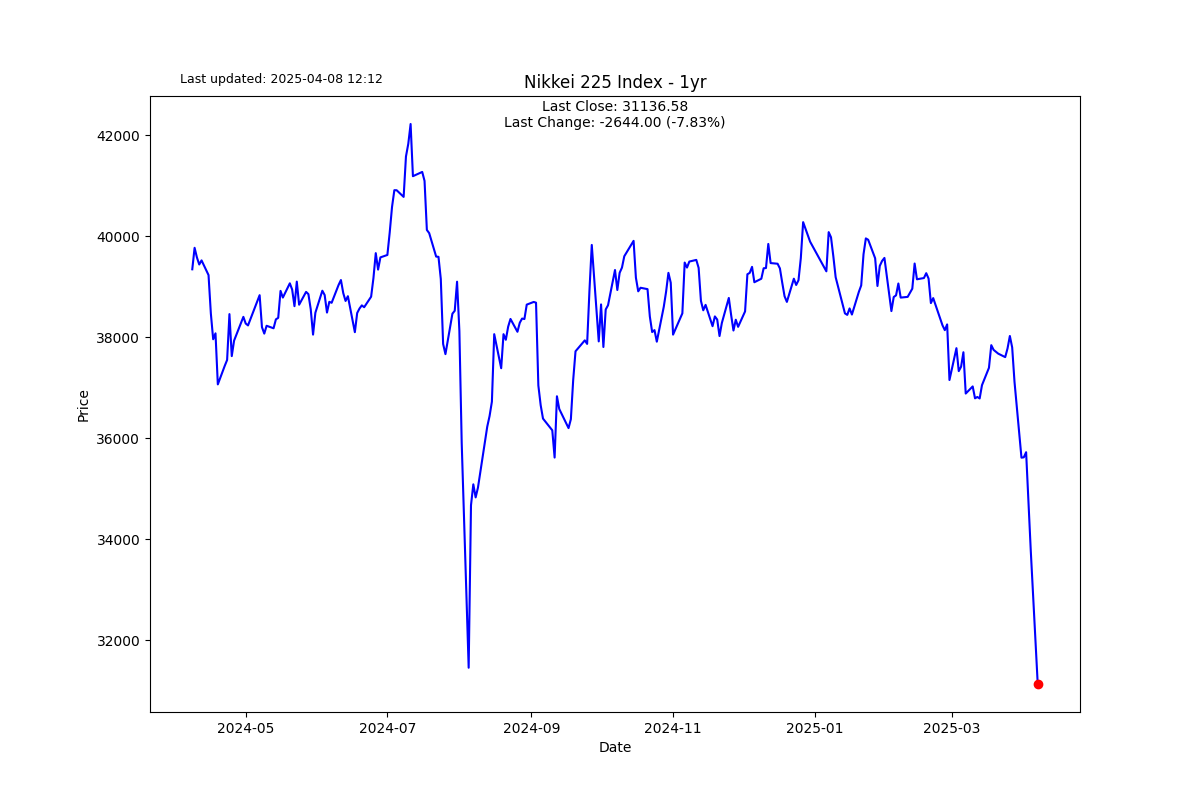 Last updated: 2025-04-08 12:12
Nikkei 225 Index - 1yr
Last Close: 31136.58
Last Change: -2644.00 (-7.83%)
42000
40000
38000
36000
34000
32000
Price
2024-05 2024-07 2024-09 2024-11 2025-01 2025-03
Date